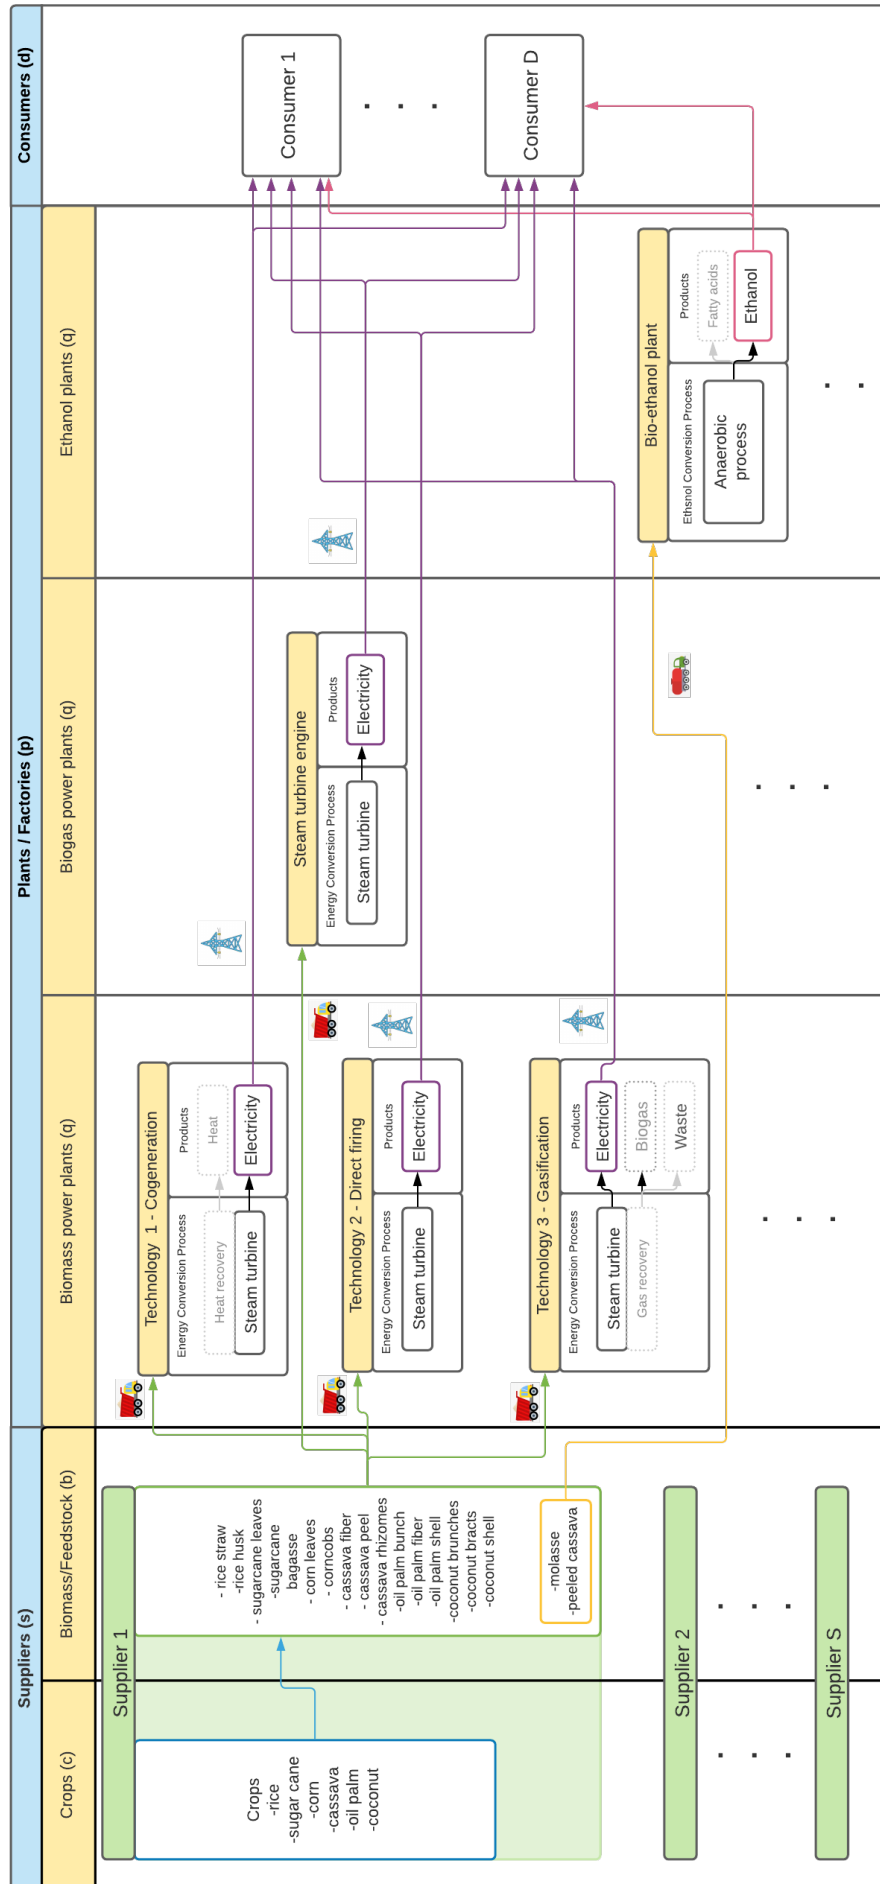 Suppliers (s)
Plants / Factories (p)
Consumers (d)
Crops (c)
Biomass/Feedstock (b)
Biomass power plants (q)
Biogas power plants (q)
Ethanol plants (q)
Supplier 1
Crops
-rice
-sugar cane
-corn
-cassava
-oil palm
-coconut
- rice straw
-rice husk
- sugarcane leaves
-sugarcane
bagasse
- corn leaves
- corncobs
- cassava fiber
- cassava peel
- cassava rhizomes
-oil palm bunch
-oil palm fiber
-oil palm shell
-coconut brunches
-coconut bracts
-coconut shell
-molasse
-peeled cassava
Supplier 2
Supplier S
Technology 1 - Cogeneration
Energy Conversion Process
Heat recovery
Steam turbine
Products
Heat
Electricity
Technology 2 - Direct firing
Energy Conversion Process
Steam turbine
Products
Electricity
Technology 3 - Gasification
Energy Conversion Process
Steam turbine
Gas recovery
Products
Electricity
Biogas
Waste
Steam turbine engine
Energy Conversion Process
Steam turbine
Products
Electricity
Bio-ethanol plant
Ethsnol Conversion Process
Anaerobic
process
Products
Fatty acids
Ethanol
Consumer 1
Consumer D